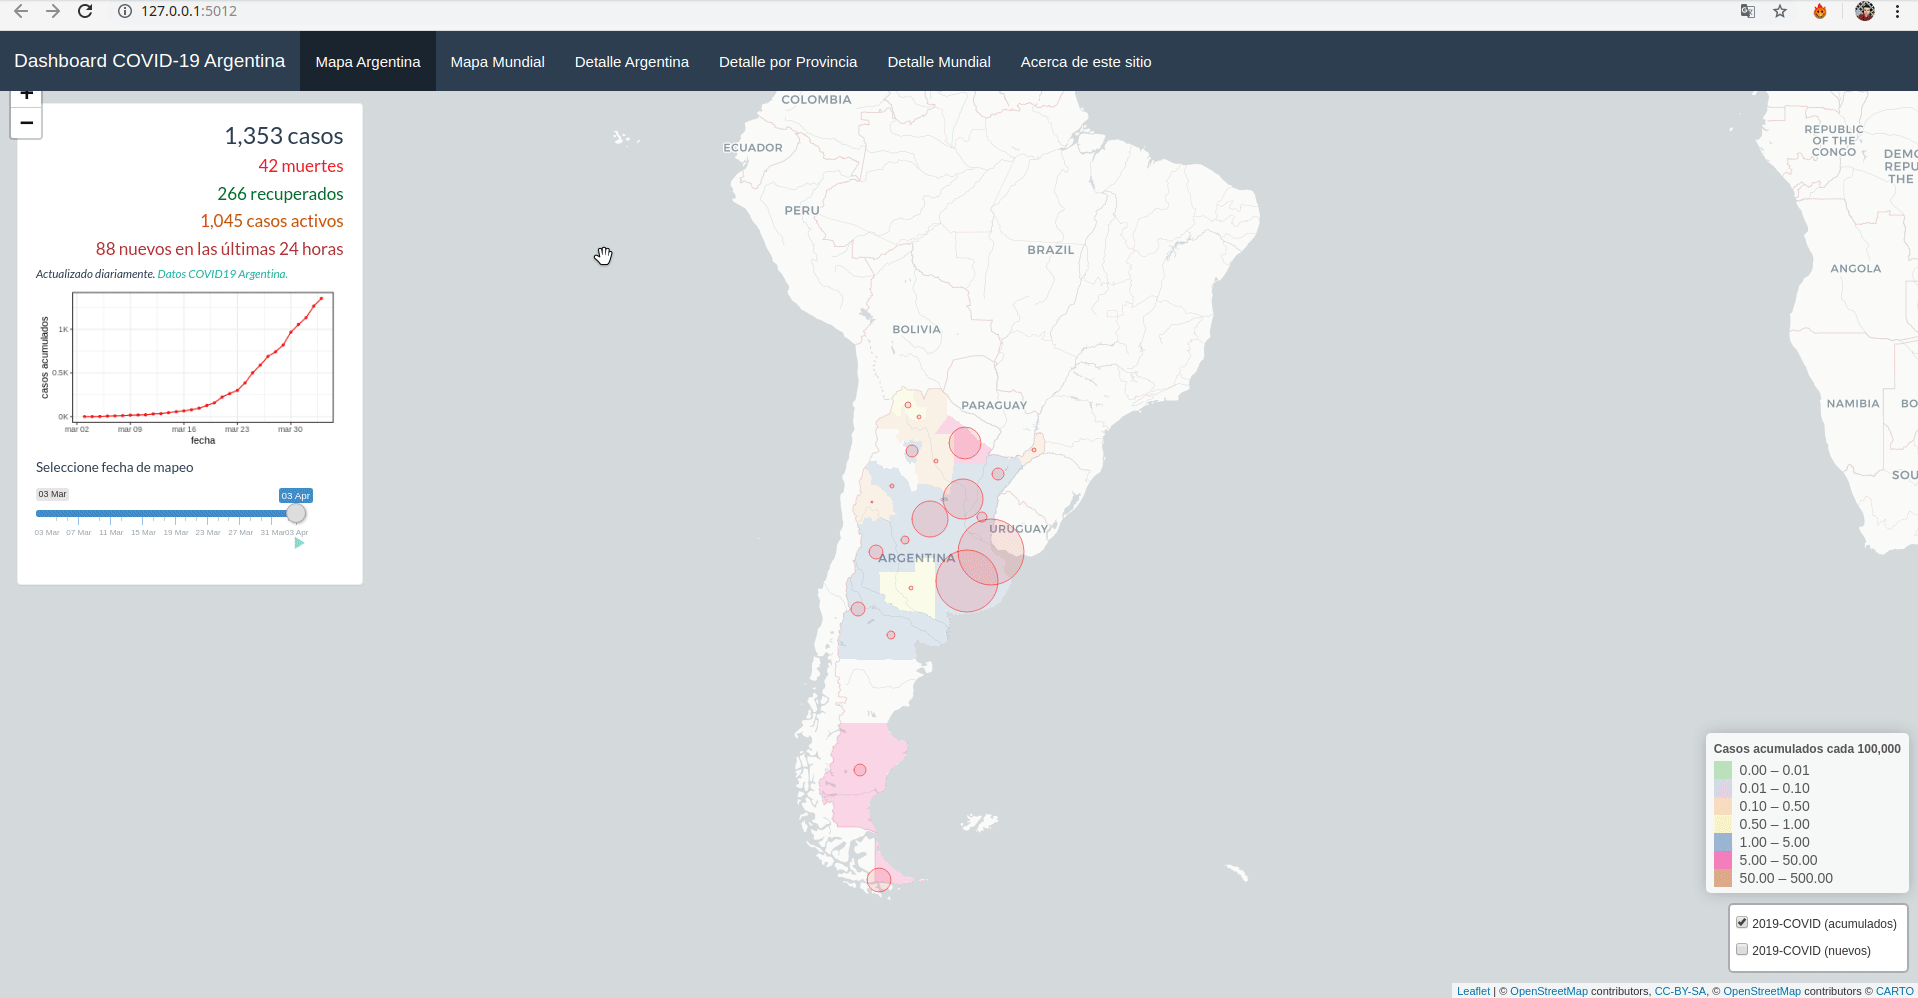 127.0.0.1:5012
Dashboard COVID-19 Argentina
Mapa Argentina
Mapa Mundial
Detalle Argentina
Detalle por Provincia
Detalle Mundial
Acerca de este sitio
+
−
1,353 casos
42 muertes
266 recuperados
1,045 casos activos
88 nuevos en las últimas 24 horas
Actualizado diariamente. Datos COVID19 Argentina.
casos acumulados
1K
0.5K
0K
mar 02
mar 09
mar 16
mar 23
mar 30
fecha
Seleccione fecha de mapeo
03 Mar
03 Apr
03 Mar
07 Mar
11 Mar
15 Mar
19 Mar
23 Mar
27 Mar
31 Mar
03 Apr
COLOMBIA
ECUADOR
PERU
BRAZIL
BOLIVIA
PARAGUAY
URUGUAY
ARGENTINA
REPUBLIC
OF THE
CONGO
DEMO
REPU
THE
ANGOLA
NAMIBIA
BO
SOU
Casos acumulados cada 100,000
0.00 – 0.01
0.01 – 0.10
0.10 – 0.50
0.50 – 1.00
1.00 – 5.00
5.00 – 50.00
50.00 – 500.00
2019-COVID (acumulados)
2019-COVID (nuevos)
Leaflet | © OpenStreetMap contributors, CC-BY-SA, © OpenStreetMap contributors © CARTO